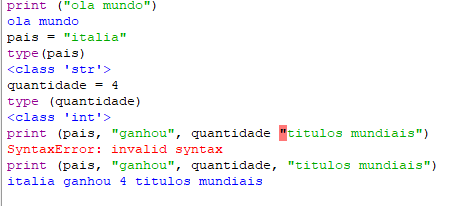 print ("ola mundo")
ola mundo
pais = "italia"
type(pais)
<class 'str'>
quantidade = 4
type (quantidade)
<class 'int'>
print (pais, "ganhou", quantidade "titulos mundiais")
SyntaxError: invalid syntax
print (pais, "ganhou", quantidade, "titulos mundiais")
italia ganhou 4 titulos mundiais